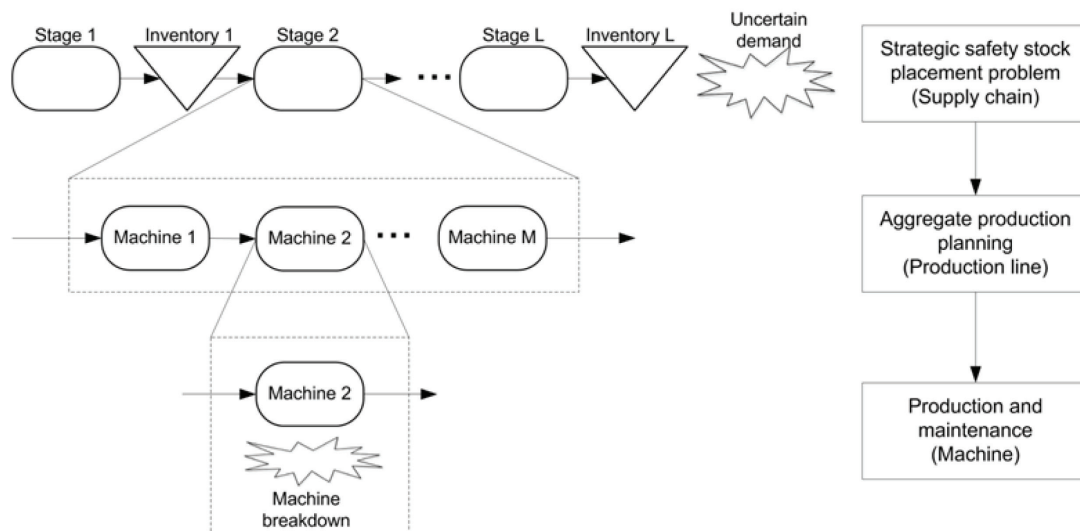 Stage 1
Inventory 1
Stage 2
Stage L
Inventory L
Uncertain
demand
Strategic safety stock
placement problem
(Supply chain)
Machine 1
Machine 2
Machine M
Aggregate production
planning
(Production line)
Machine 2
Machine
breakdown
Production and
maintenance
(Machine)